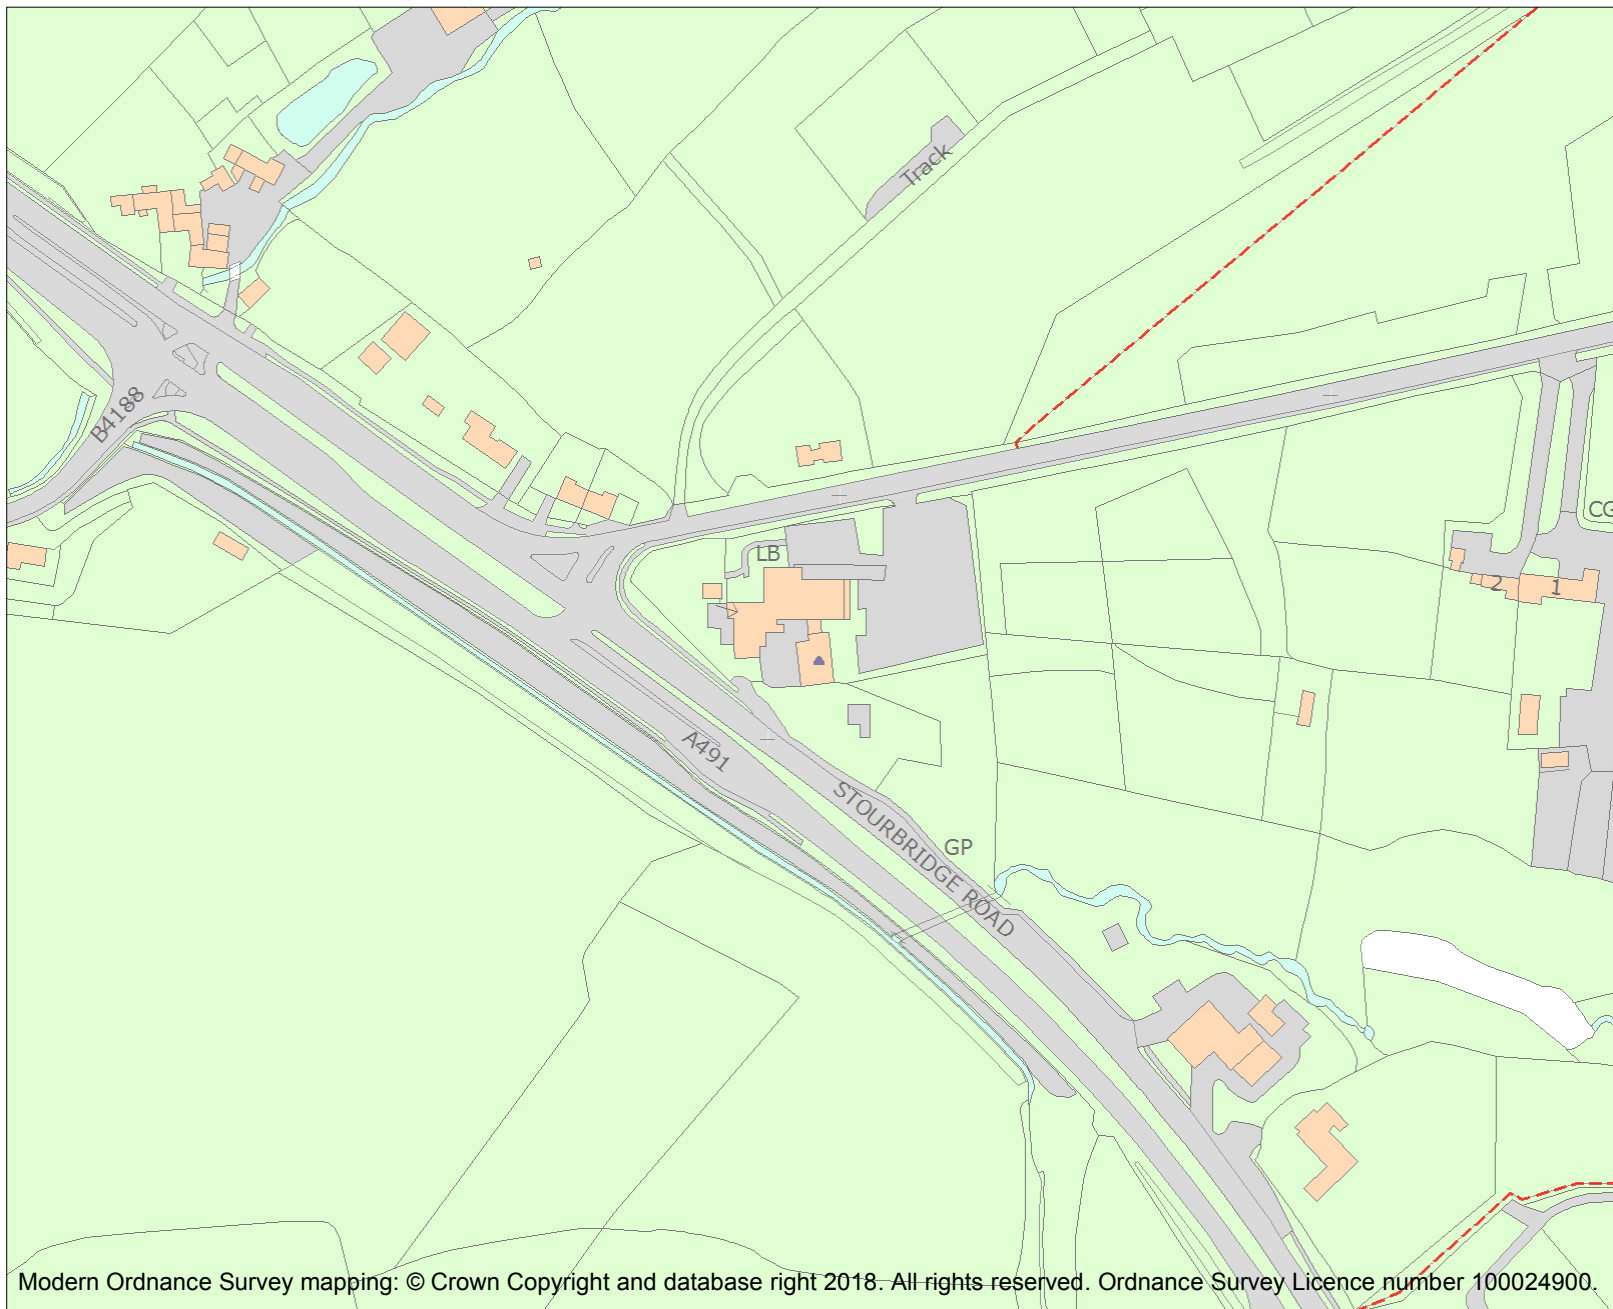 Track
B4188
LB
CG
2
1
A491
STOURBRIDGE ROAD
GP
Modern Ordnance Survey mapping: © Crown Copyright and database right 2018. All rights reserved. Ordnance Survey Licence number 100024900.